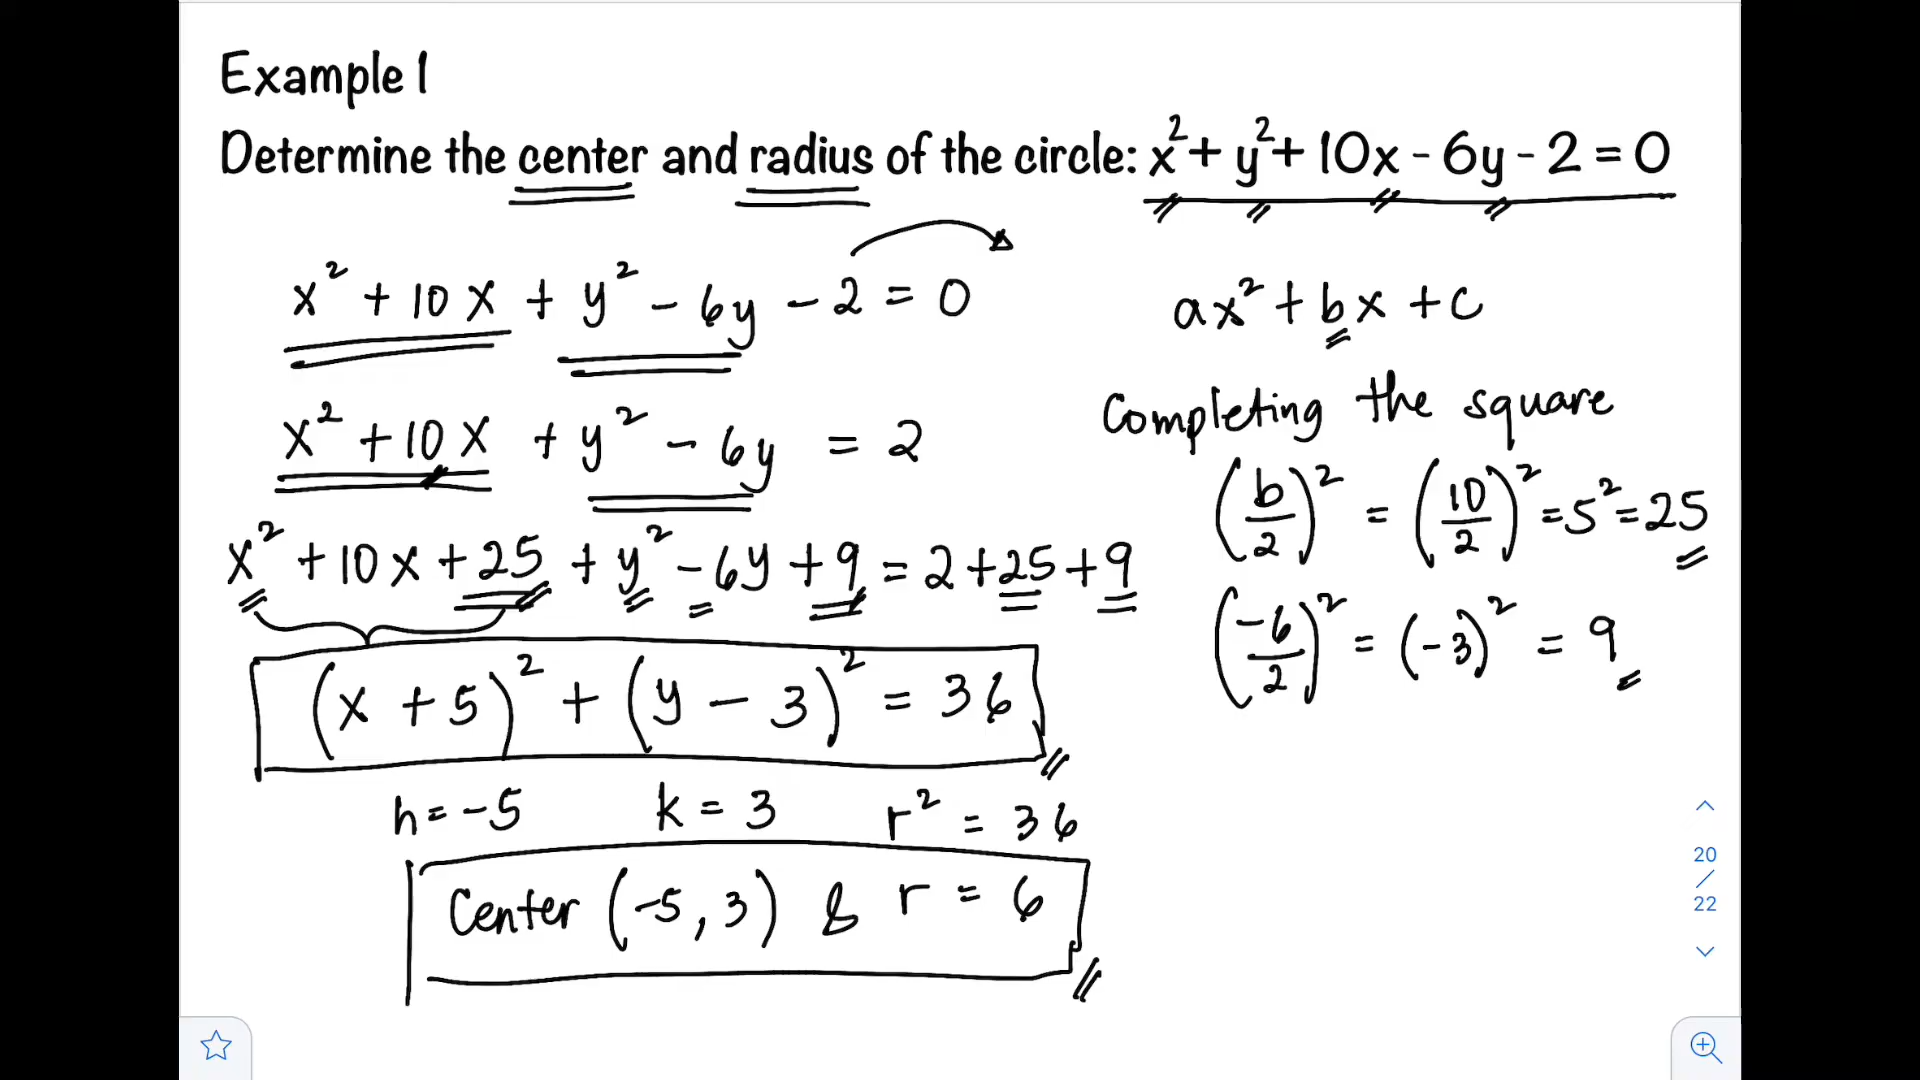 Example 1
Determine the center and radius of the circle: x² + y² + 10x - 6y - 2 = 0
x² + 10x + y² - 6y - 2 = 0
x² + 10x + y² - 6y = 2
x² + 10x + 25 + y² - 6y + 9 = 2 + 25 + 9
(x + 5)² + (y - 3)² = 36
h = -5 k = 3 r² = 36
Center (-5, 3) & r = 6
ax² + bx + c
Completing the square
(b/2)² = (10/2)² = 5² = 25
(-6/2)² = (-3)² = 9
20
/
22